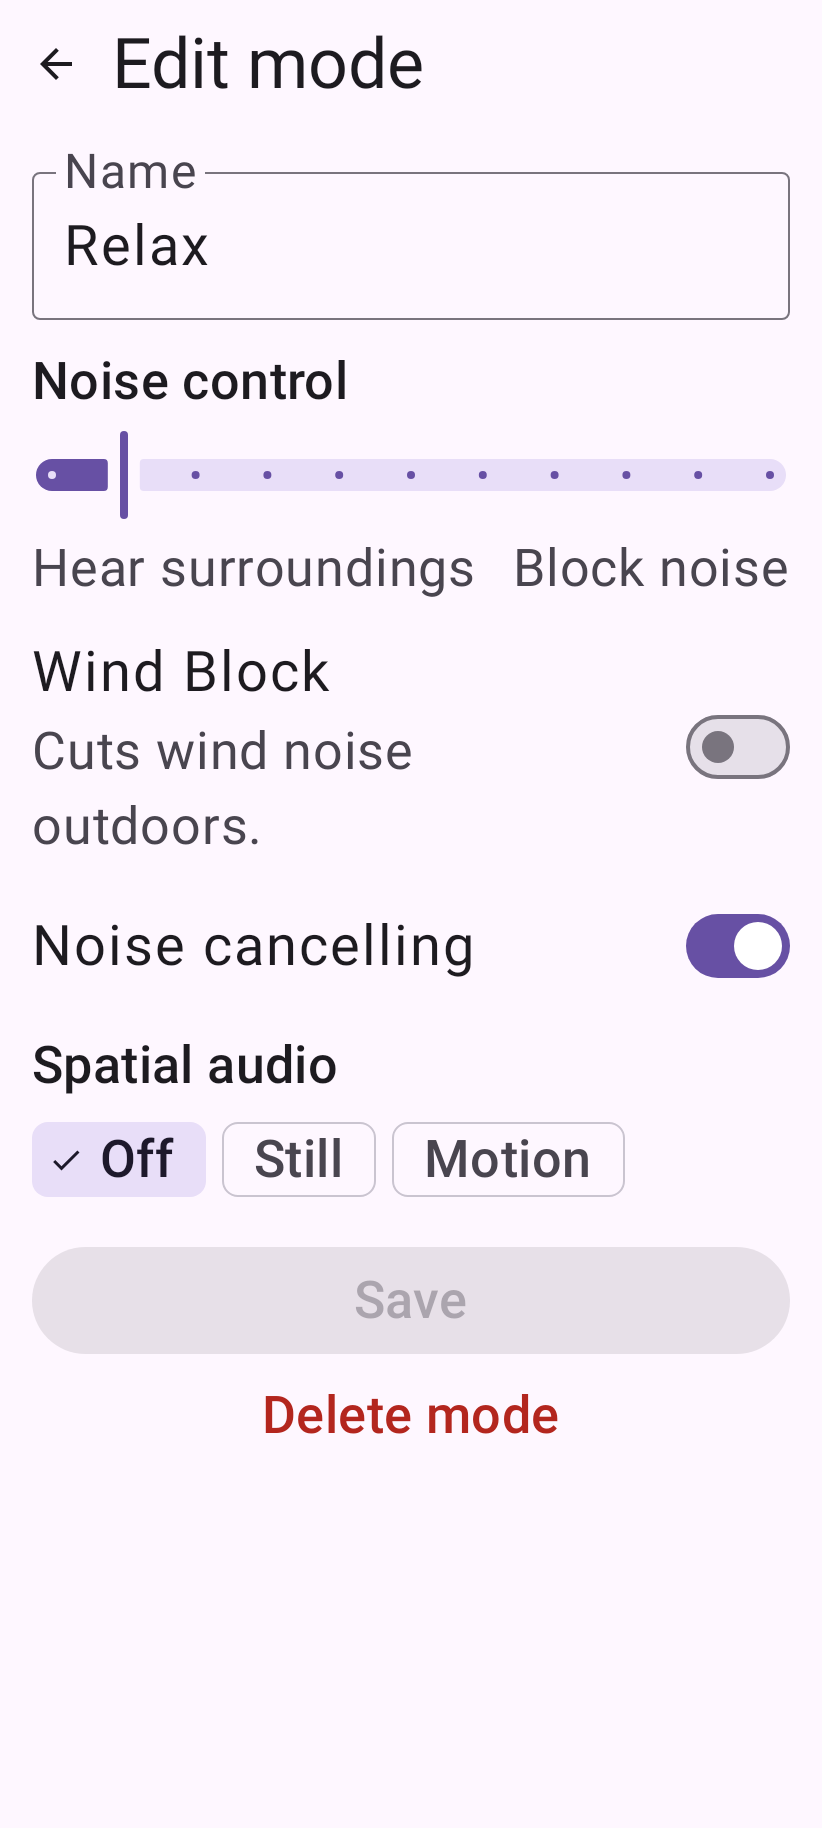 Edit mode
Name
Relax
Noise control
Hear surroundings Block noise
Wind Block
Cuts wind noise
outdoors.
Noise cancelling
Spatial audio
Off Still Motion
Save
Delete mode